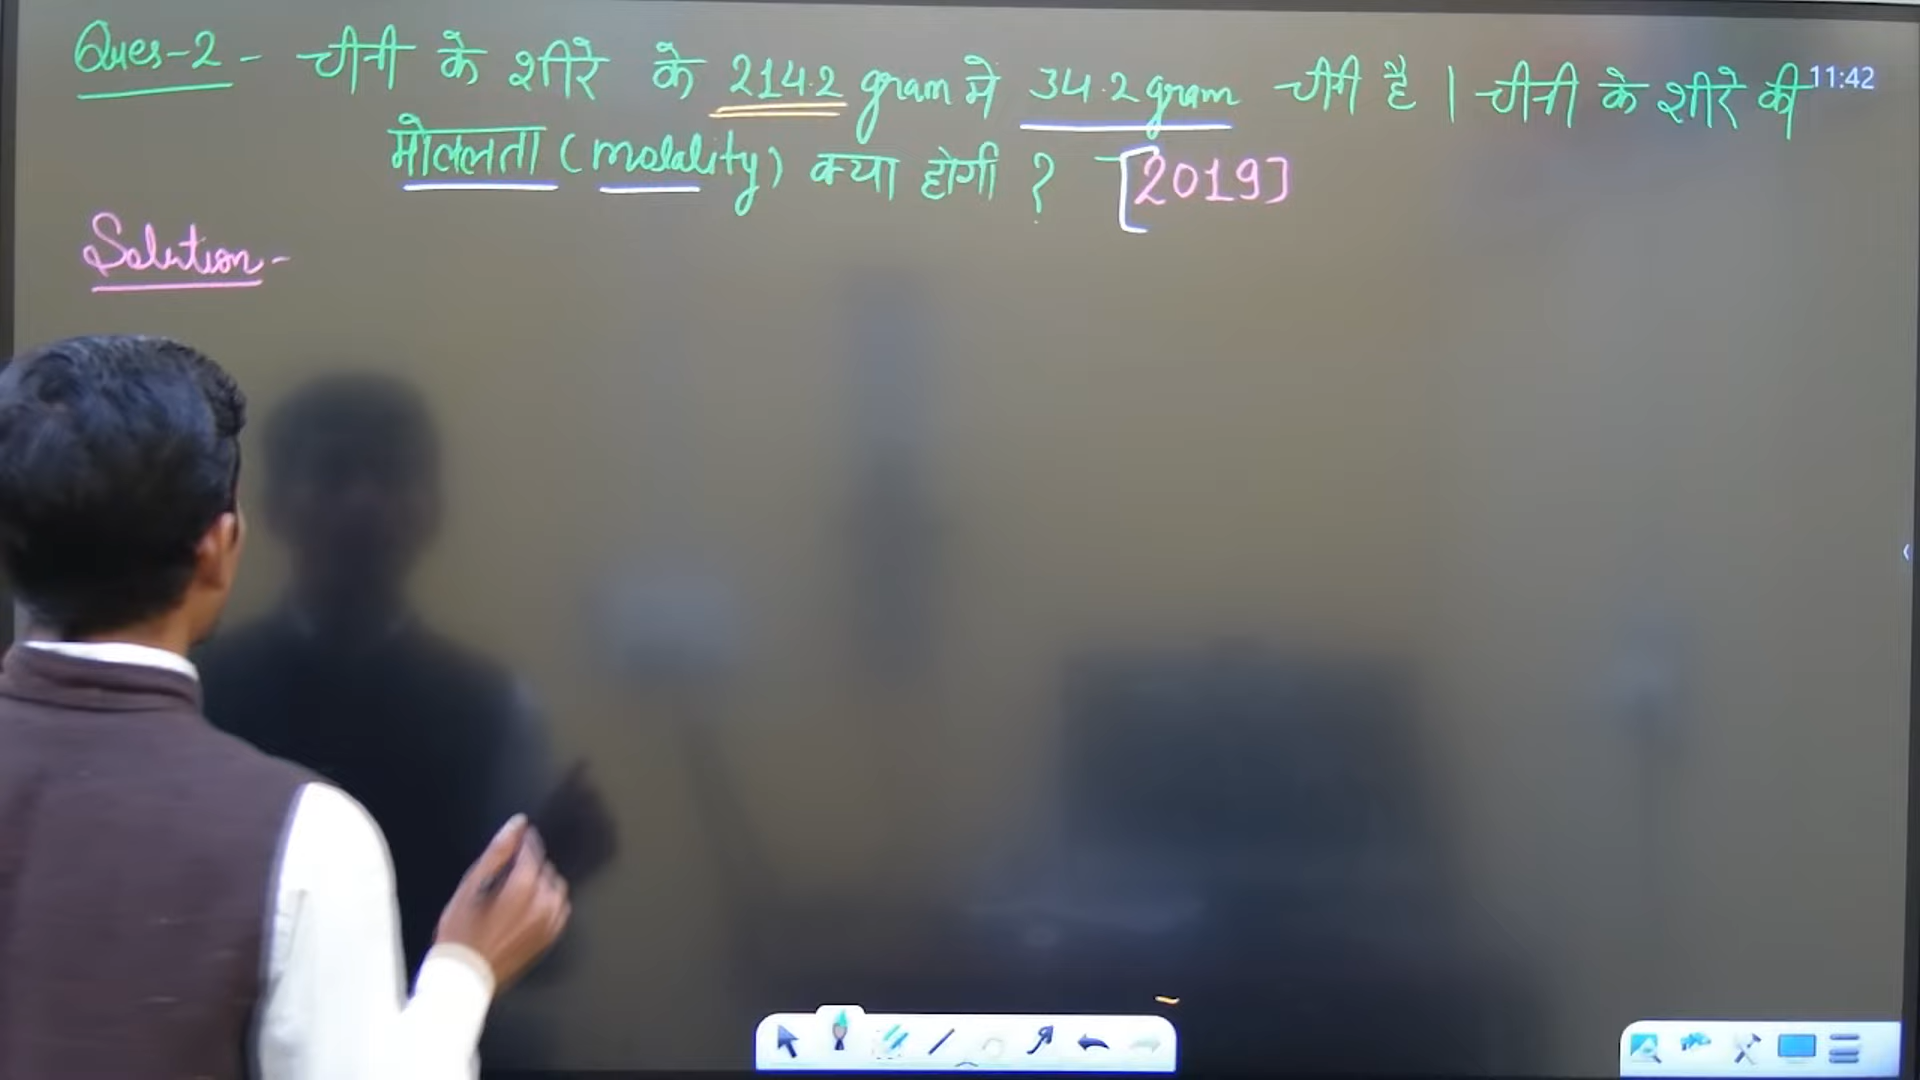 Ques-2- चीनी के शीरे के 214.2 gram मे 34.2 gram चीनी है । चीनी के शीरे की
मोललता (molality) क्या होगी ? [2019]
Solution-
11:42